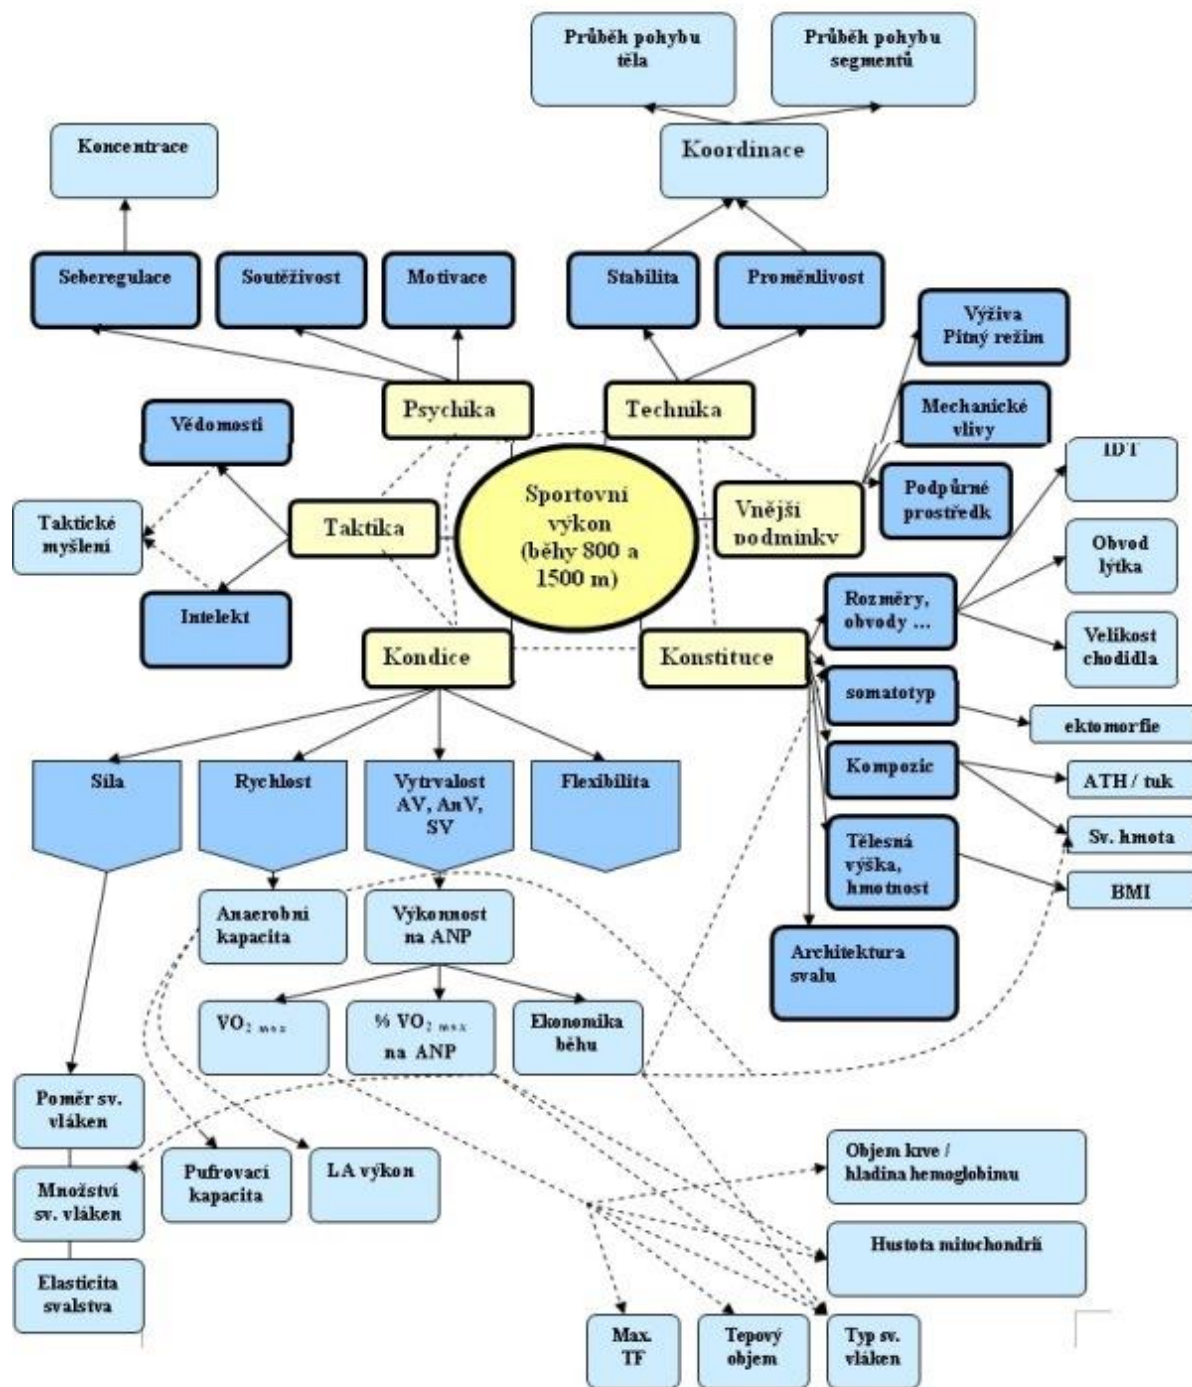 Průběh pohybu
těla
Průběh pohybu
segmentů
Koncentrace
Koordinace
Seberegulace
Soutěživost
Motivace
Stabilita
Proměnlivost
Výživa
Pitný režim
Psychika
Technika
Mechanické
vlivy
Vědomosti
IDT
Sportovní
výkon
(běhy 800 a
1500 m)
Taktické
myšlení
Taktika
Vnější
podmínky
Podpůrné
prostředk
Obvod
lýtka
Intelekt
Rozměry,
obvody ...
Kondice
Konstituce
Velikost
chodidla
somatotyp
ektomorfie
Síla
Rychlost
Vytrvalost
AV, AnV,
SV
Flexibilita
Kompozic
ATH / tuk
Sv. hmota
Tělesná
výška,
hmotnost
BMI
Anaerobní
kapacita
Výkonnost
na ANP
Architektura
svalu
VO2 max
% VO2 max
na ANP
Ekonomika
běhu
Poměr sv.
vláken
Pufrovací
kapacita
LA výkon
Objem krve /
hladina hemoglobimu
Množství
sv. vláken
Hustota mitochondrií
Elasticita
svalstva
Max.
TF
Tepový
objem
Typ sv.
vláken